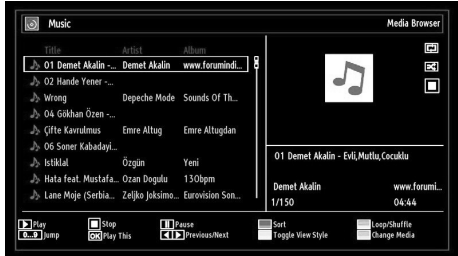 Music Media Browser
Title Artist Album
01 Demet Akalin -... Demet Akalin www.forumindi...
02 Hande Yener -...
Wrong Depeche Mode Sounds Of Th...
04 Gökhan Özen -...
Çifte Kavrulmus Emre Altug Emre Altugdan
06 Soner Kabadayi...
Istiklal Özgün Yeni
Hata feat. Mustafa... Ozan Dogulu 130bpm
Lane Moje (Serbia... Zeljko Joksimo... Eurovision Son...
01 Demet Akalin - Evli,Mutlu,Cocuklu
Demet Akalin www.forumi...
1/150 04:44
Play Stop Pause Sort Loop/Shuffle
0...9 Jump OK Play This Previous/Next Toggle View Style Change Media